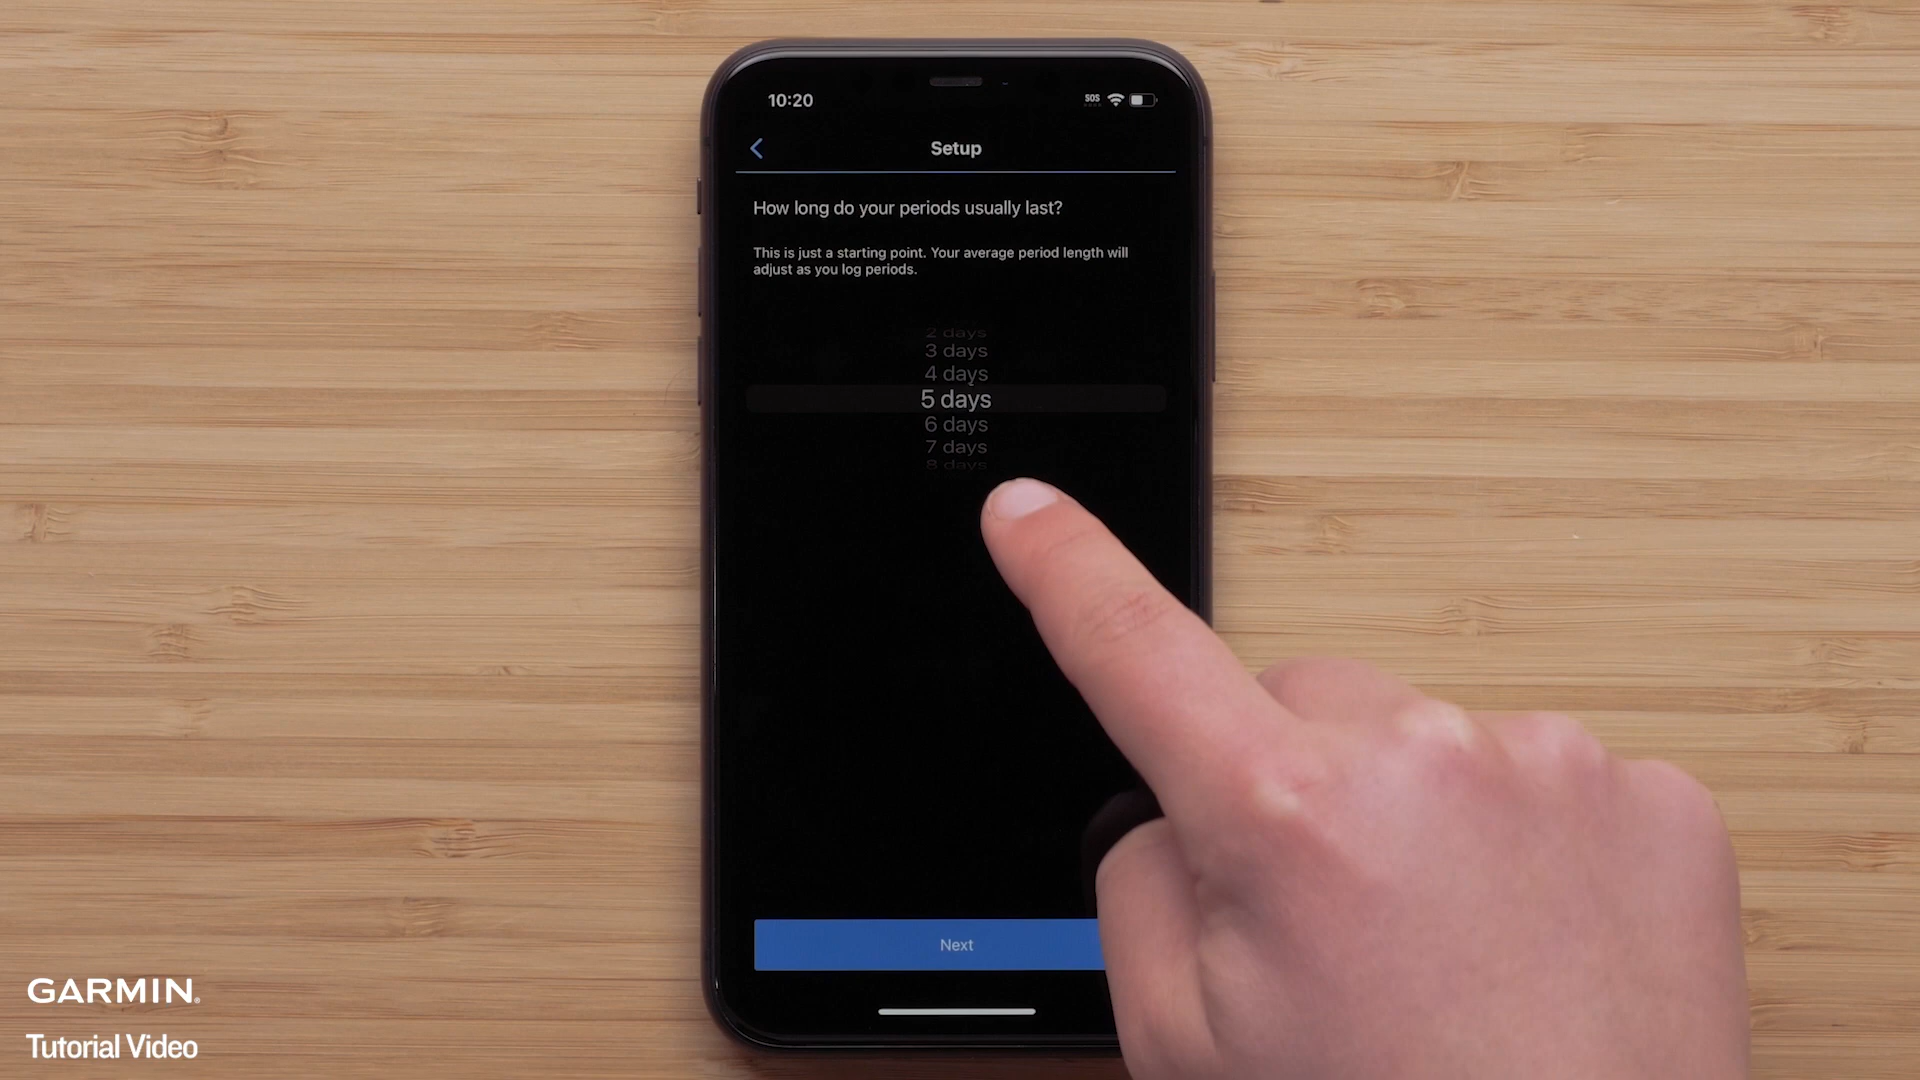 10:20
SOS
Setup
How long do your periods usually last?
This is just a starting point. Your average period length will
adjust as you log periods.
2 days
3 days
4 days
5 days
6 days
7 days
8 days
Next
GARMIN®
Tutorial Video